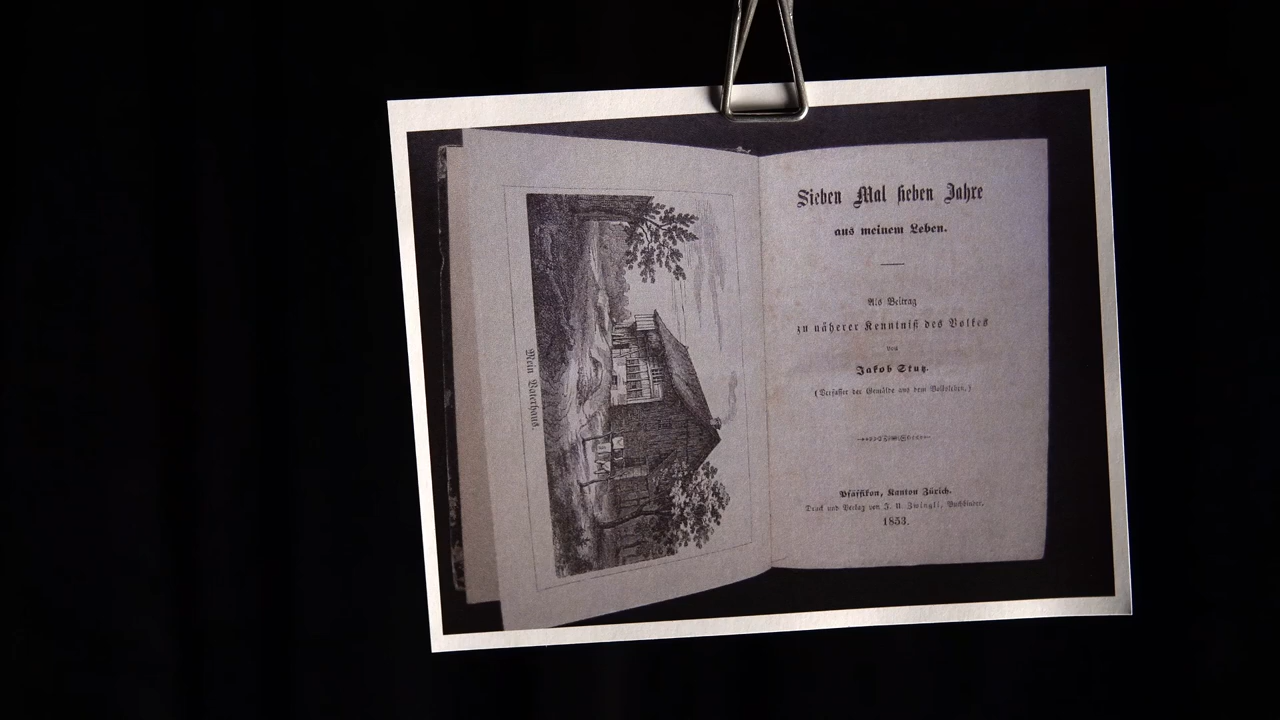 Mein Vaterhaus.
Sieben Mal sieben Jahre
aus meinem Leben.
Als Beitrag
zu näherer Kenntniß des Volkes
von
Jakob Stutz.
(Verfasser der Gemälde aus dem Volksleben.)
Pfäffikon, Kanton Zürich.
Druck und Verlag von J. U. Zwingli, Buchbinder.
1853.